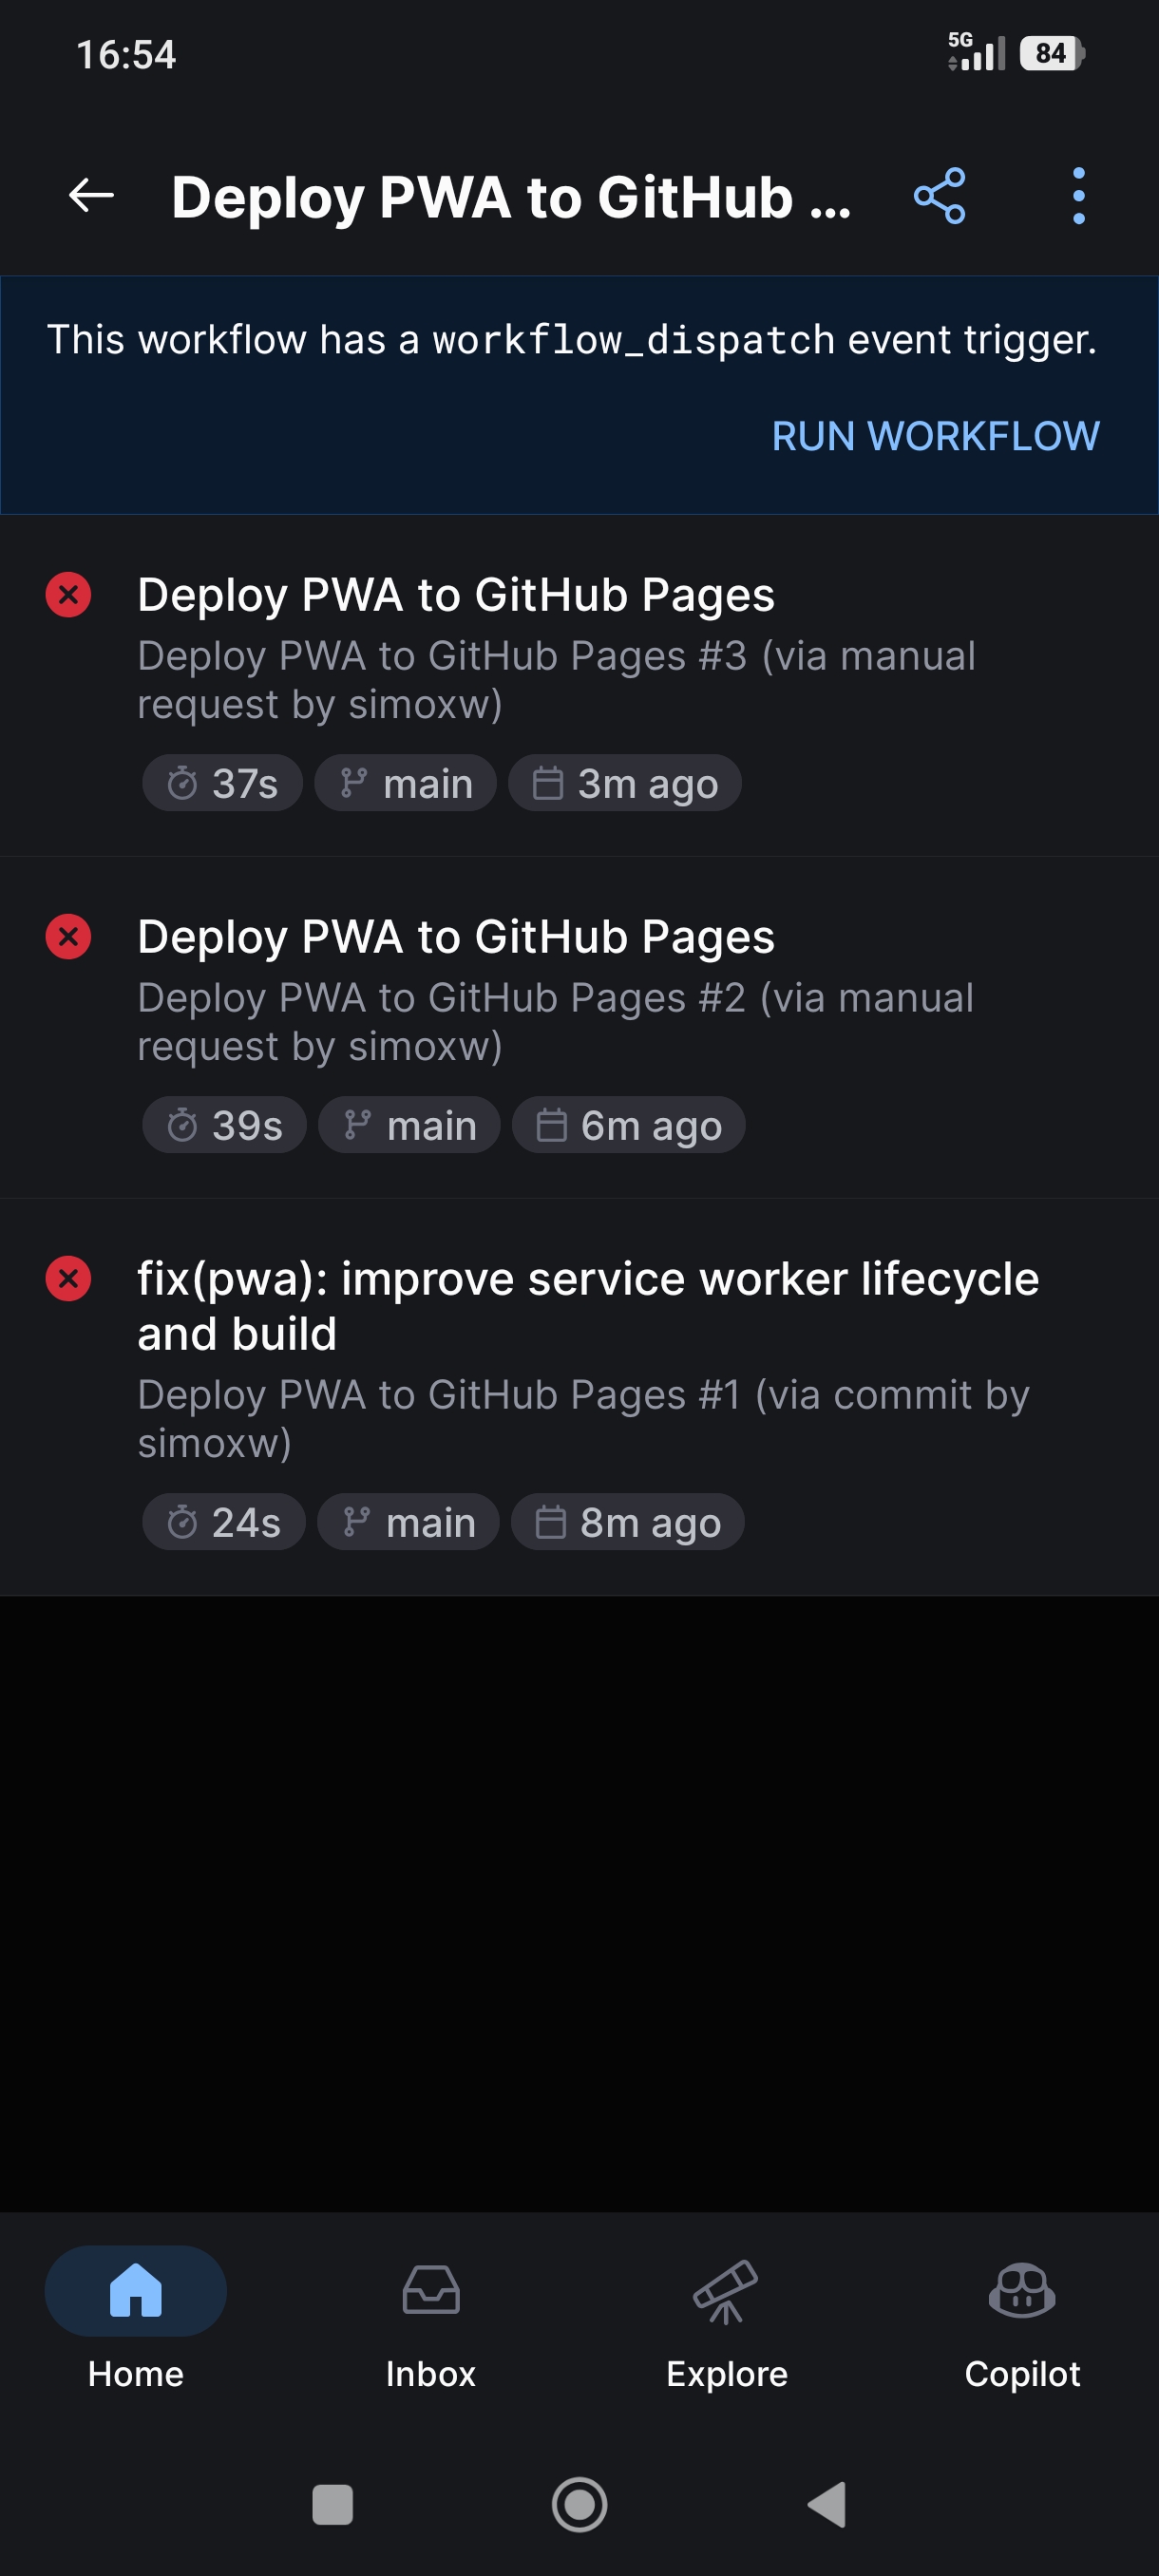 16:54
5G
84
Deploy PWA to GitHub ...
This workflow has a workflow_dispatch event trigger.
RUN WORKFLOW
Deploy PWA to GitHub Pages
Deploy PWA to GitHub Pages #3 (via manual
request by simoxw)
37s
main
3m ago
Deploy PWA to GitHub Pages
Deploy PWA to GitHub Pages #2 (via manual
request by simoxw)
39s
main
6m ago
fix(pwa): improve service worker lifecycle
and build
Deploy PWA to GitHub Pages #1 (via commit by
simoxw)
24s
main
8m ago
Home
Inbox
Explore
Copilot